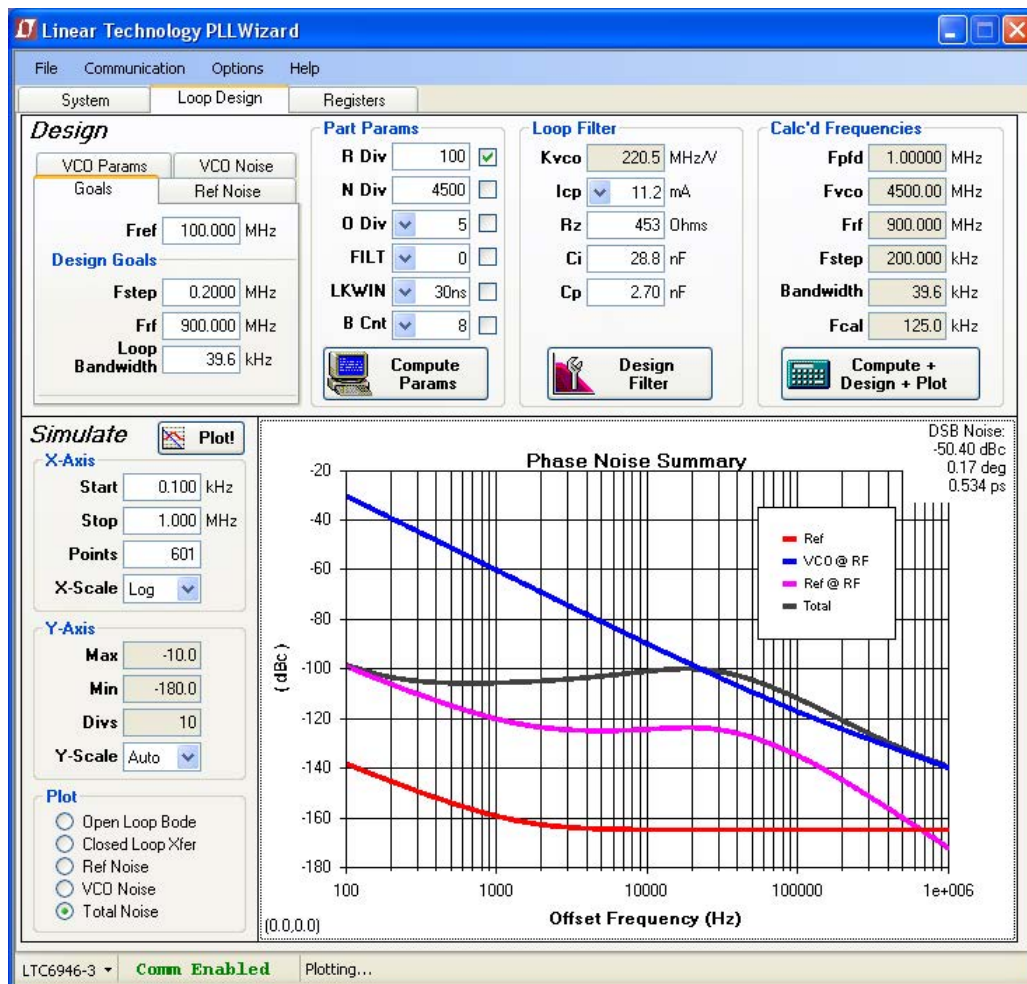 Linear Technology PLLWizard
File Communication Options Help
System Loop Design Registers
Design
VCO Params VCO Noise
Goals Ref Noise
Fref 100.000 MHz
Design Goals
Fstep 0.2000 MHz
Frf 900.000 MHz
Loop
Bandwidth 39.6 kHz
Part Params
R Div 100
N Div 4500
O Div 5
FILT 0
LKWIN 30ns
B Cnt 8
Compute
Params
Loop Filter
Kvco 220.5 MHz/V
Icp 11.2 mA
Rz 453 Ohms
Ci 28.8 nF
Cp 2.70 nF
Design
Filter
Calc'd Frequencies
Fpfd 1.00000 MHz
Fvco 4500.00 MHz
Frf 900.000 MHz
Fstep 200.000 kHz
Bandwidth 39.6 kHz
Fcal 125.0 kHz
Compute +
Design + Plot
Simulate Plot!
X-Axis
Start 0.100 kHz
Stop 1.000 MHz
Points 601
X-Scale Log
Y-Axis
Max -10.0
Min -180.0
Divs 10
Y-Scale Auto
Plot
Open Loop Bode
Closed Loop Xfer
Ref Noise
VCO Noise
Total Noise
DSB Noise:
-50.40 dBc
0.17 deg
0.534 ps
Phase Noise Summary
-20
-40
-60
-80
-100
-120
-140
-160
-180
( dBc )
Ref
VCO @ RF
Ref @ RF
Total
100 1000 10000 100000 1e+006
Offset Frequency (Hz)
(0.0,0.0)
LTC6946-3 Comm Enabled Plotting...